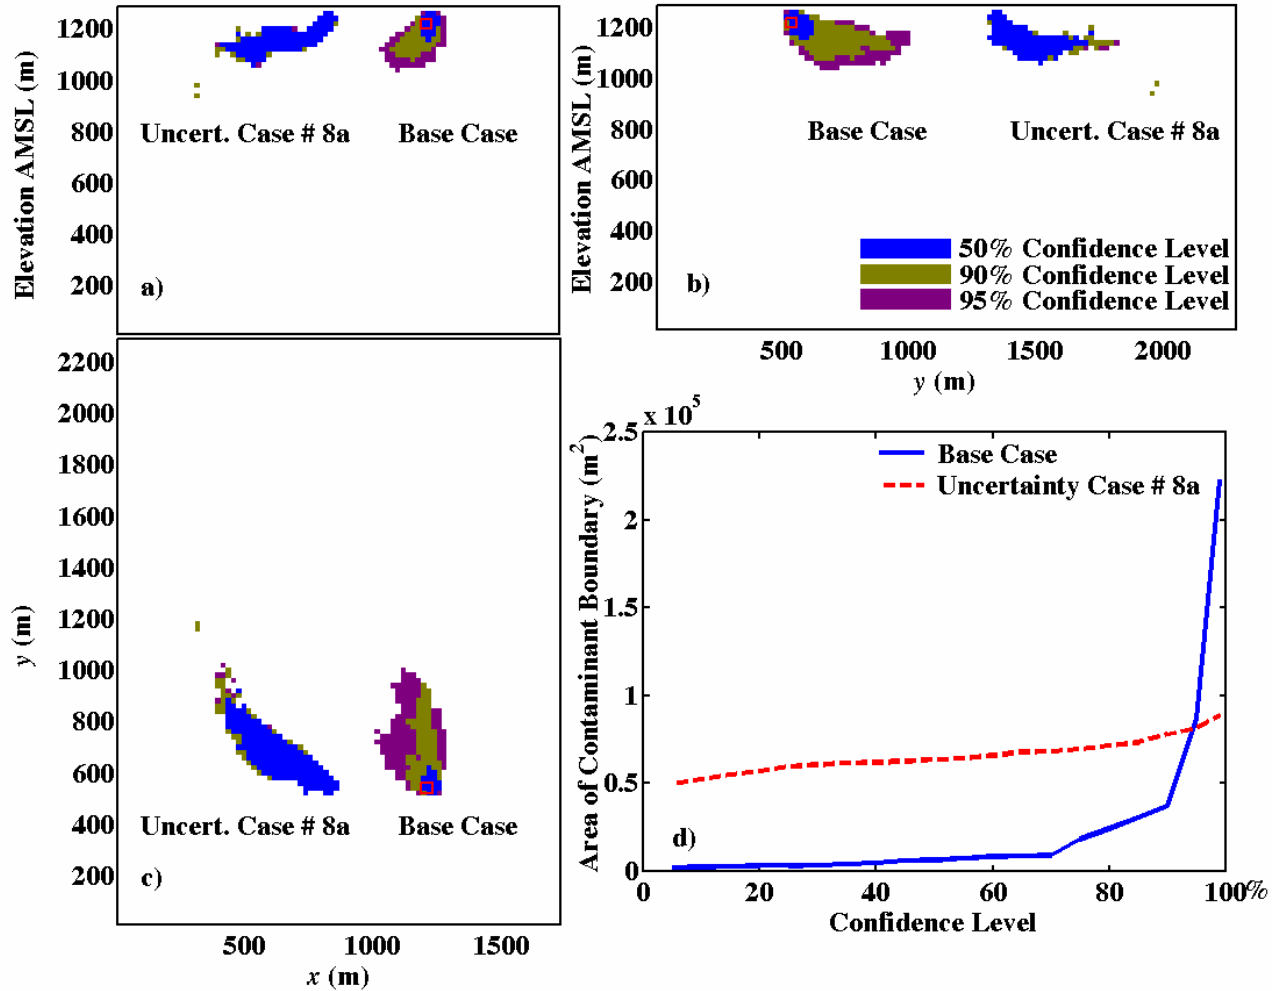 Elevation AMSL (m)
1200
1000
800
600
400
200
Uncert. Case # 8a
Base Case
a)
Elevation AMSL (m)
1200
1000
800
600
400
200
Base Case
Uncert. Case # 8a
50% Confidence Level
90% Confidence Level
95% Confidence Level
b)
500 1000 1500 2000
y (m)
y (m)
2200
2000
1800
1600
1400
1200
1000
800
600
400
200
Uncert. Case # 8a
Base Case
c)
500 1000 1500
x (m)
x 10^5
Area of Contaminant Boundary (m²)
2.5
2
1.5
1
0.5
0
Base Case
Uncertainty Case # 8a
d)
0 20 40 60 80 100%
Confidence Level